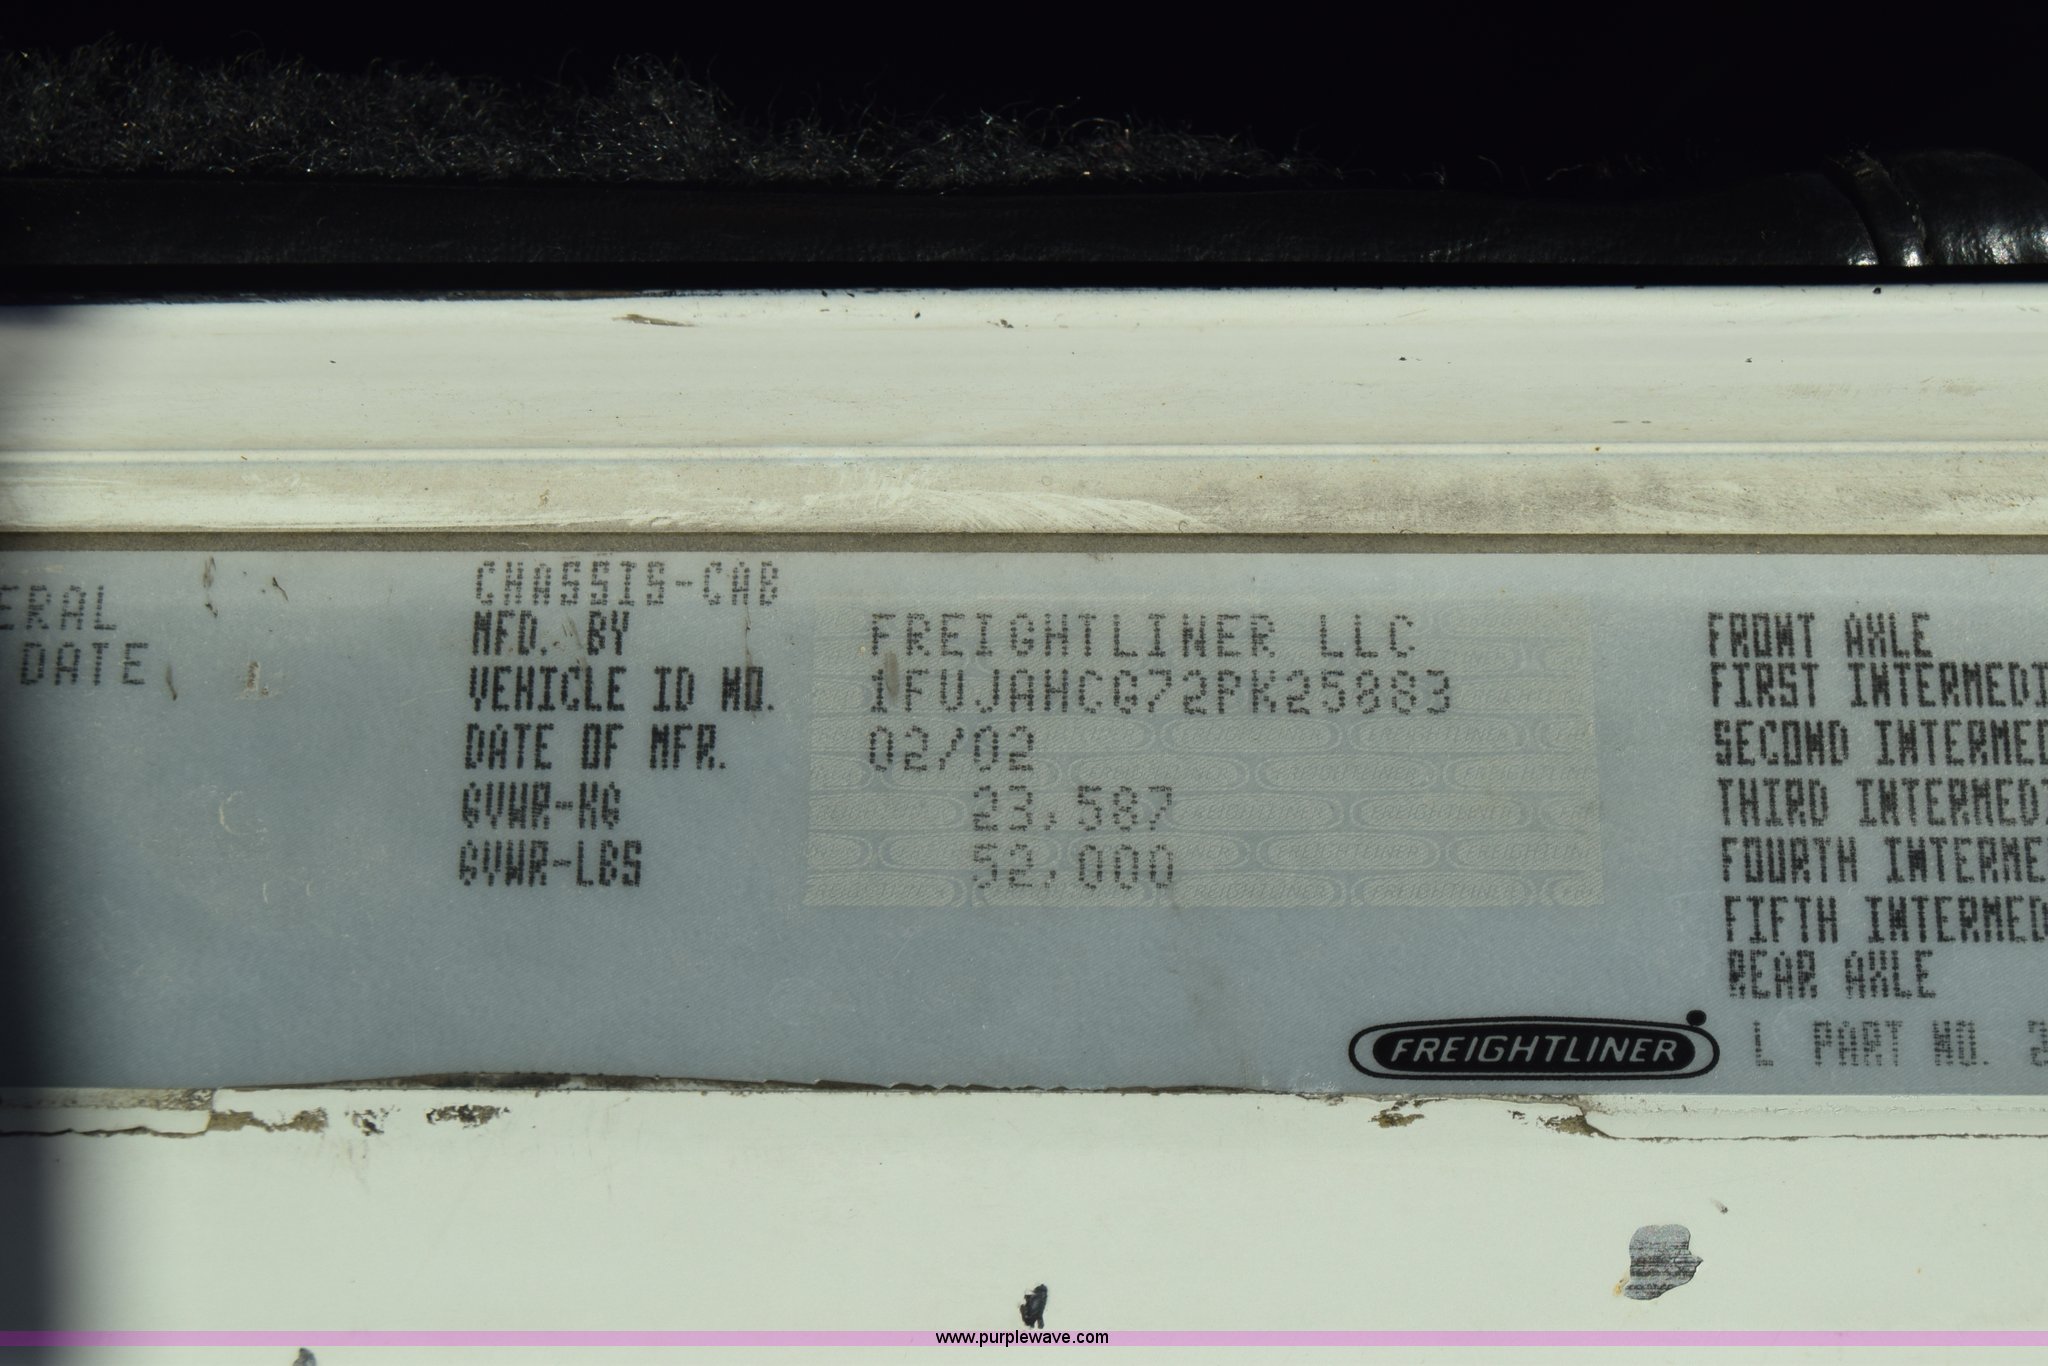 ERAL
DATE
CHASSIS-CAB
MFD. BY FREIGHTLINER LLC
VEHICLE ID NO. 1FUJAHCG72PK25883
DATE OF MFR. 02/02
GVWR-KG 23,587
GVWR-LBS 52,000
FRONT AXLE
FIRST INTERMEDI
SECOND INTERMED
THIRD INTERMEDI
FOURTH INTERME
FIFTH INTERMED
REAR AXLE
FREIGHTLINER
L PART NO. 2
www.purplewave.com